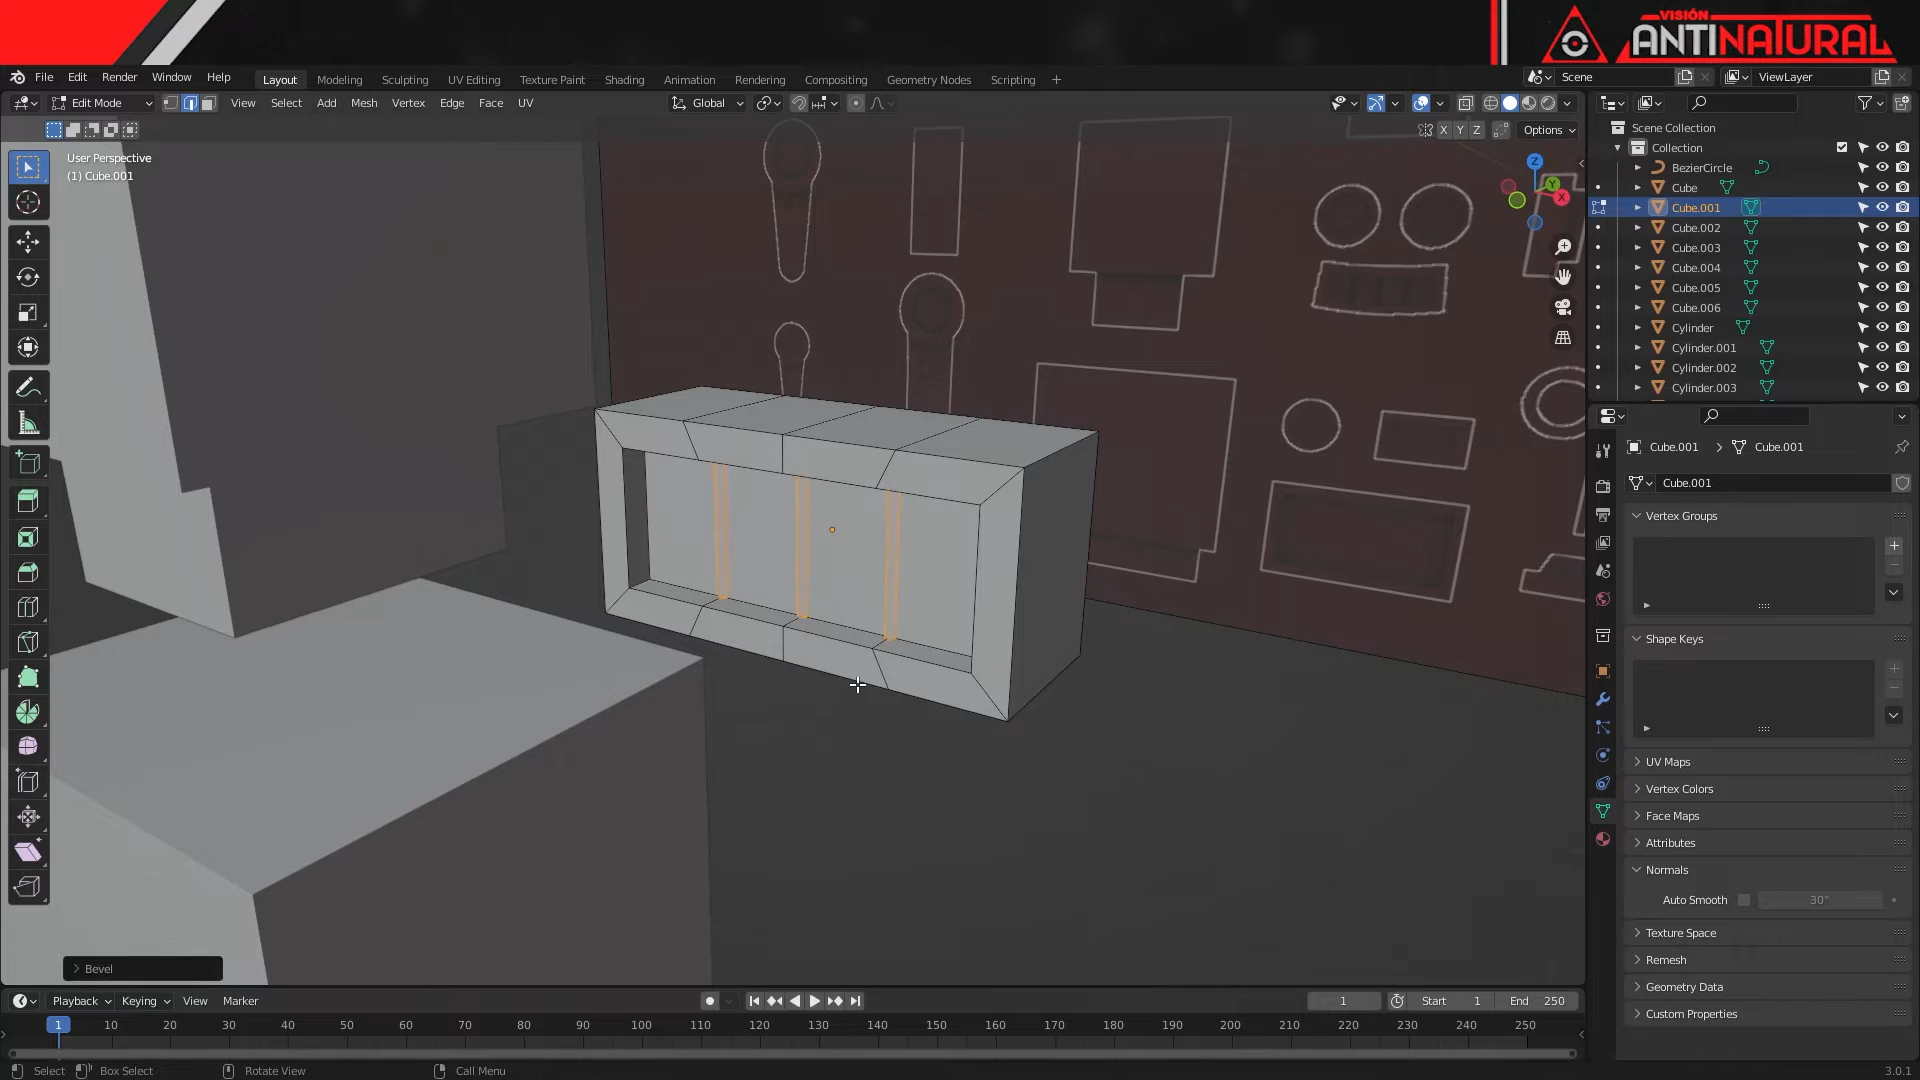 VISIÓN
ANTINATURAL
File Edit Render Window Help Layout Modeling Sculpting UV Editing Texture Paint Shading Animation Rendering Compositing Geometry Nodes Scripting + Scene ViewLayer
Edit Mode View Select Add Mesh Vertex Edge Face UV Global
X Y Z Options
User Perspective
(1) Cube.001
Z
Y
X
Scene Collection
Collection
BezierCircle
Cube
Cube.001
Cube.002
Cube.003
Cube.004
Cube.005
Cube.006
Cylinder
Cylinder.001
Cylinder.002
Cylinder.003
Cube.001 > Cube.001
Cube.001
Vertex Groups
Shape Keys
UV Maps
Vertex Colors
Face Maps
Attributes
Normals
Auto Smooth 30°
Texture Space
Remesh
Geometry Data
Custom Properties
Bevel
Playback Keying View Marker 1 Start 1 End 250
1 10 20 30 40 50 60 70 80 90 100 110 120 130 140 150 160 170 180 190 200 210 220 230 240 250
Select Box Select Rotate View Call Menu 3.0.1